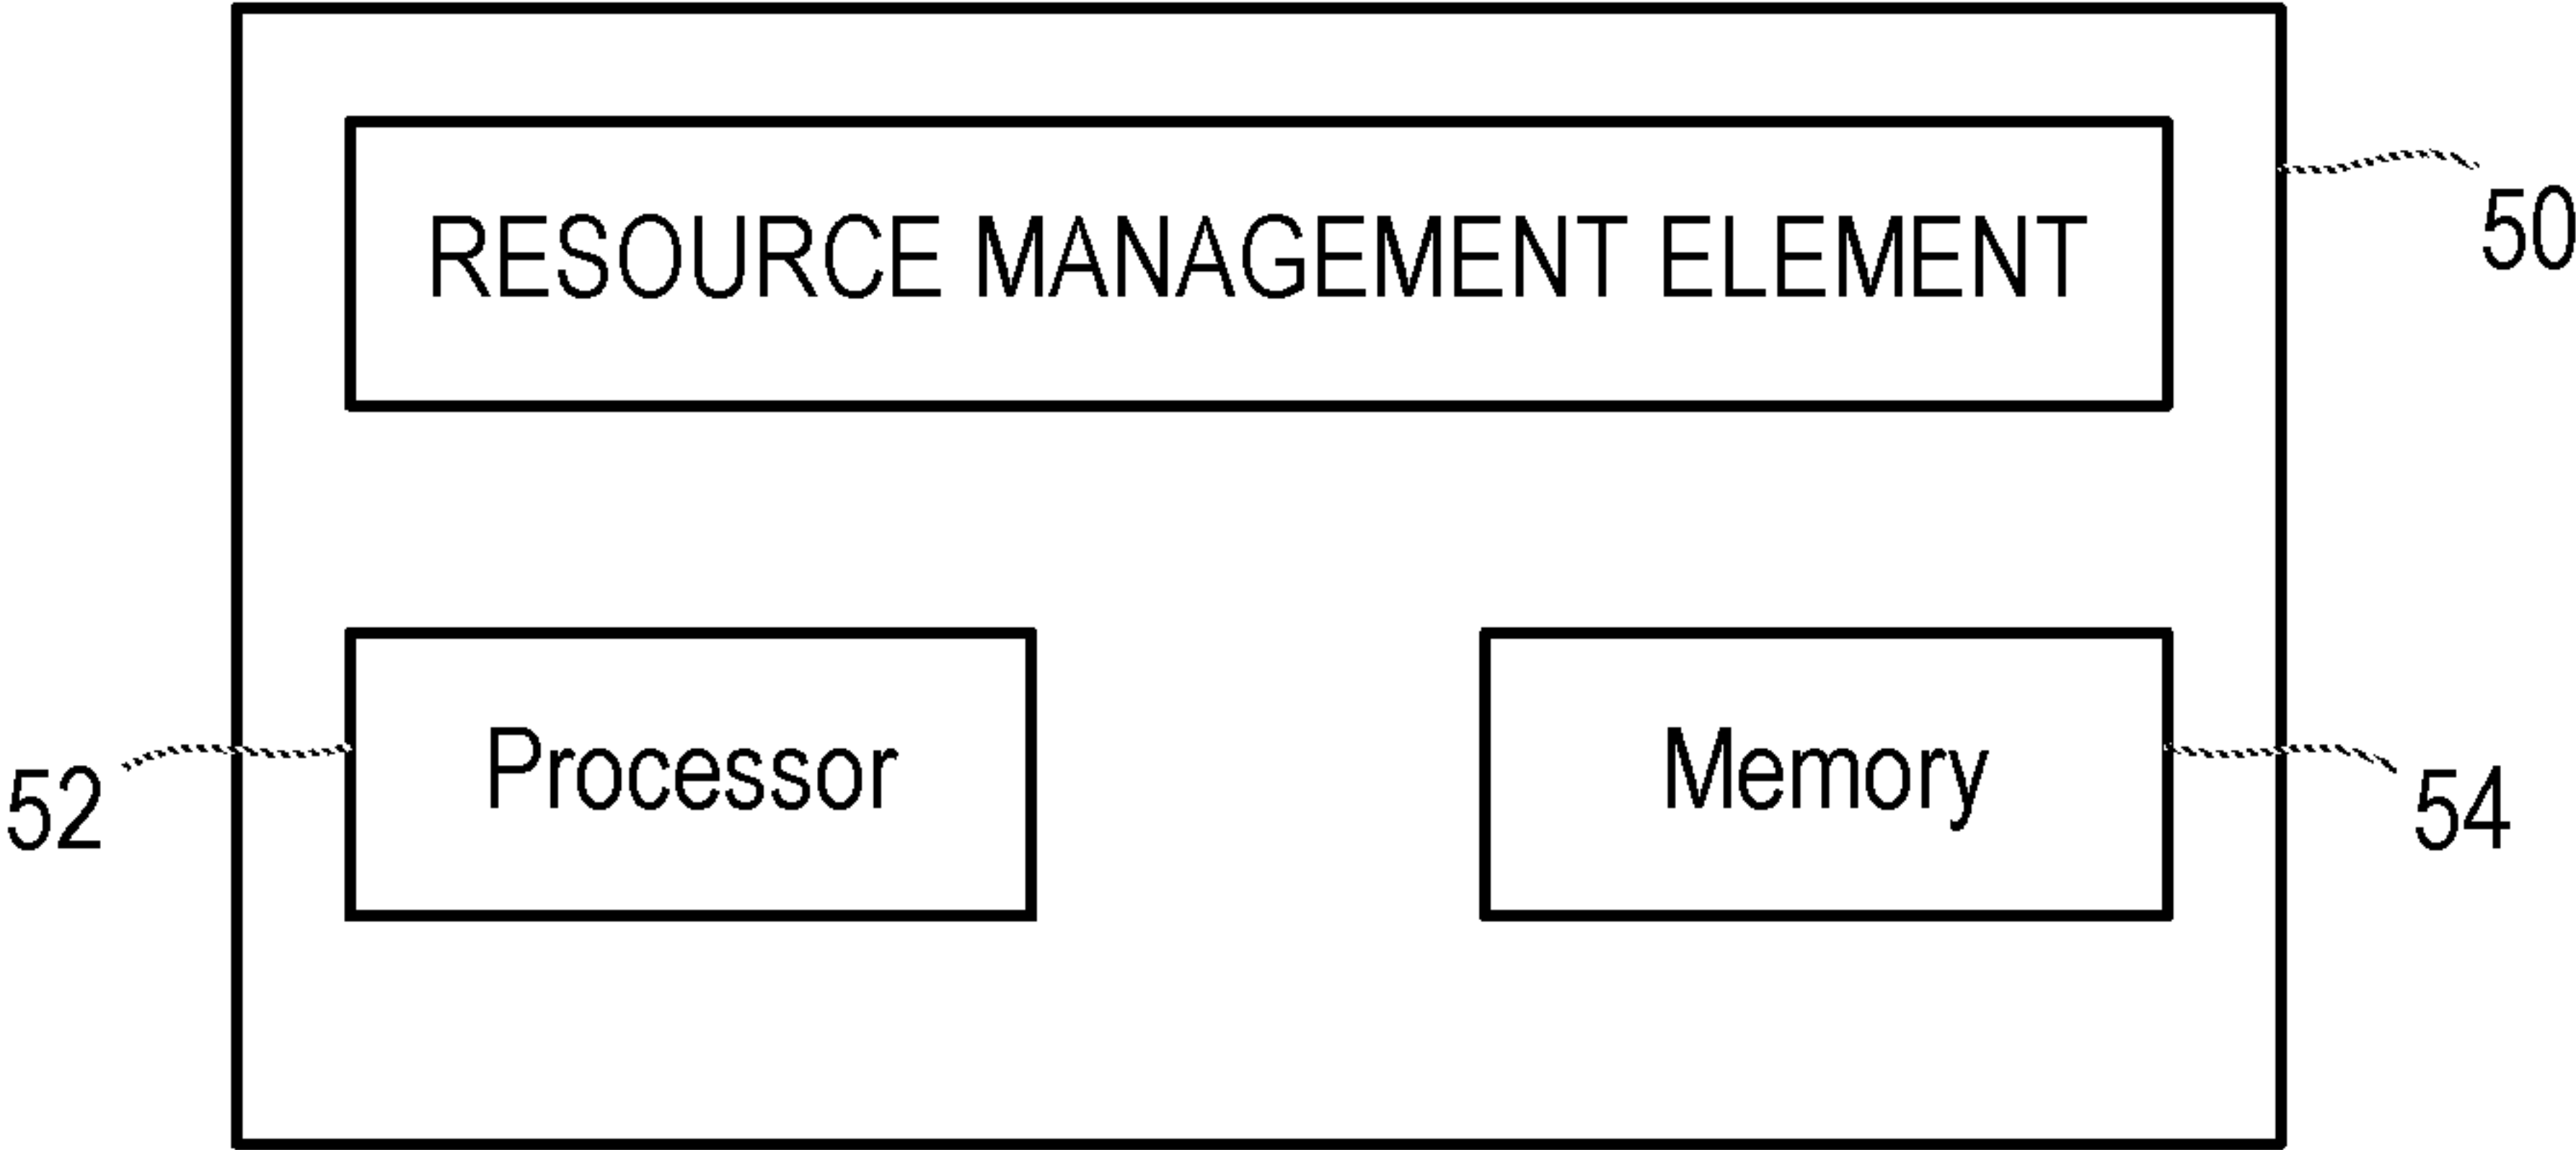 RESOURCE MANAGEMENT ELEMENT
50
Processor
Memory
52
54